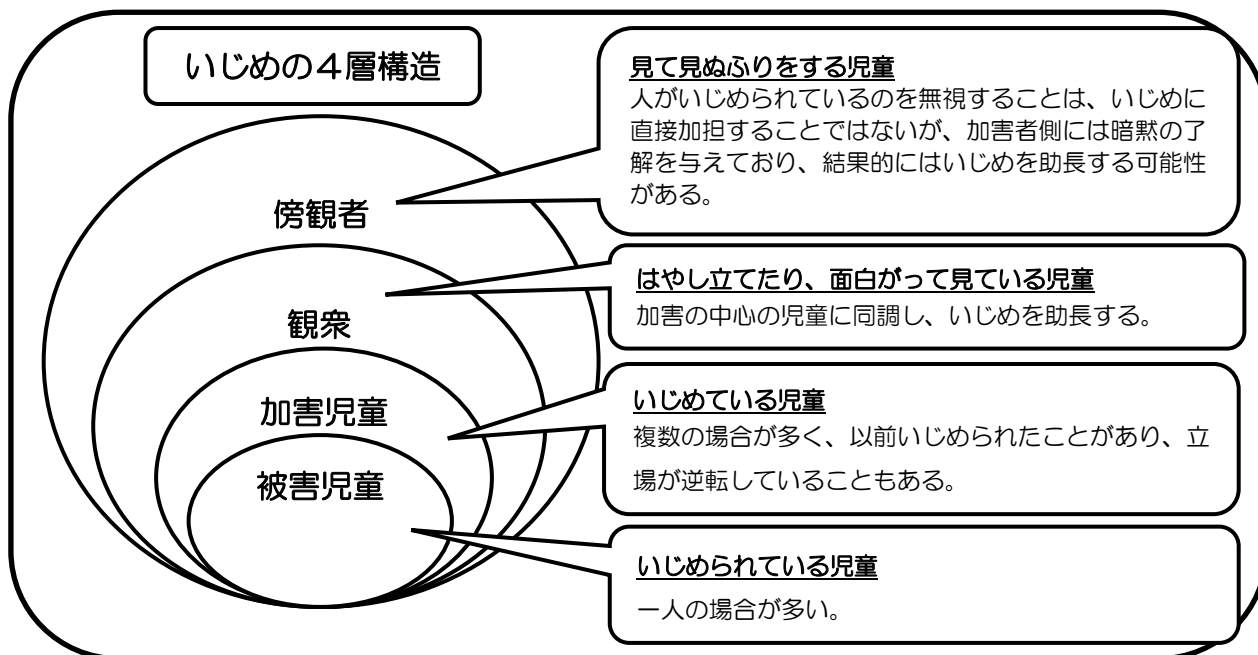 いじめの４層構造
傍観者
観衆
加害児童
被害児童
見て見ぬふりをする児童
人がいじめられているのを無視することは、いじめに
直接加担することではないが、加害者側には暗黙の了
解を与えており、結果的にはいじめを助長する可能性
がある。
はやし立てたり、面白がって見ている児童
加害の中心の児童に同調し、いじめを助長する。
いじめている児童
複数の場合が多く、以前いじめられたことがあり、立
場が逆転していることもある。
いじめられている児童
一人の場合が多い。